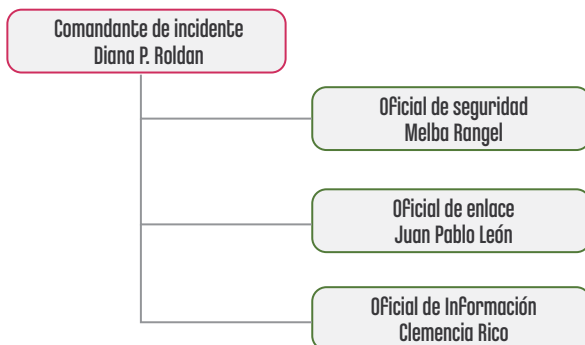 Comandante de incidente
Diana P. Roldan
Oficial de seguridad
Melba Rangel
Oficial de enlace
Juan Pablo León
Oficial de Información
Clemencia Rico